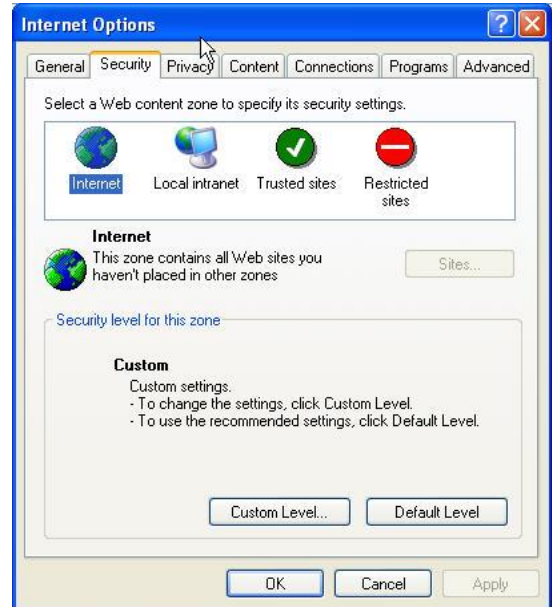 Internet Options
General Security Privacy Content Connections Programs Advanced
Select a Web content zone to specify its security settings.
Internet Local intranet Trusted sites Restricted
sites
Internet
This zone contains all Web sites you
haven't placed in other zones
Sites...
Security level for this zone
Custom
Custom settings.
- To change the settings, click Custom Level.
- To use the recommended settings, click Default Level.
Custom Level... Default Level
OK Cancel Apply